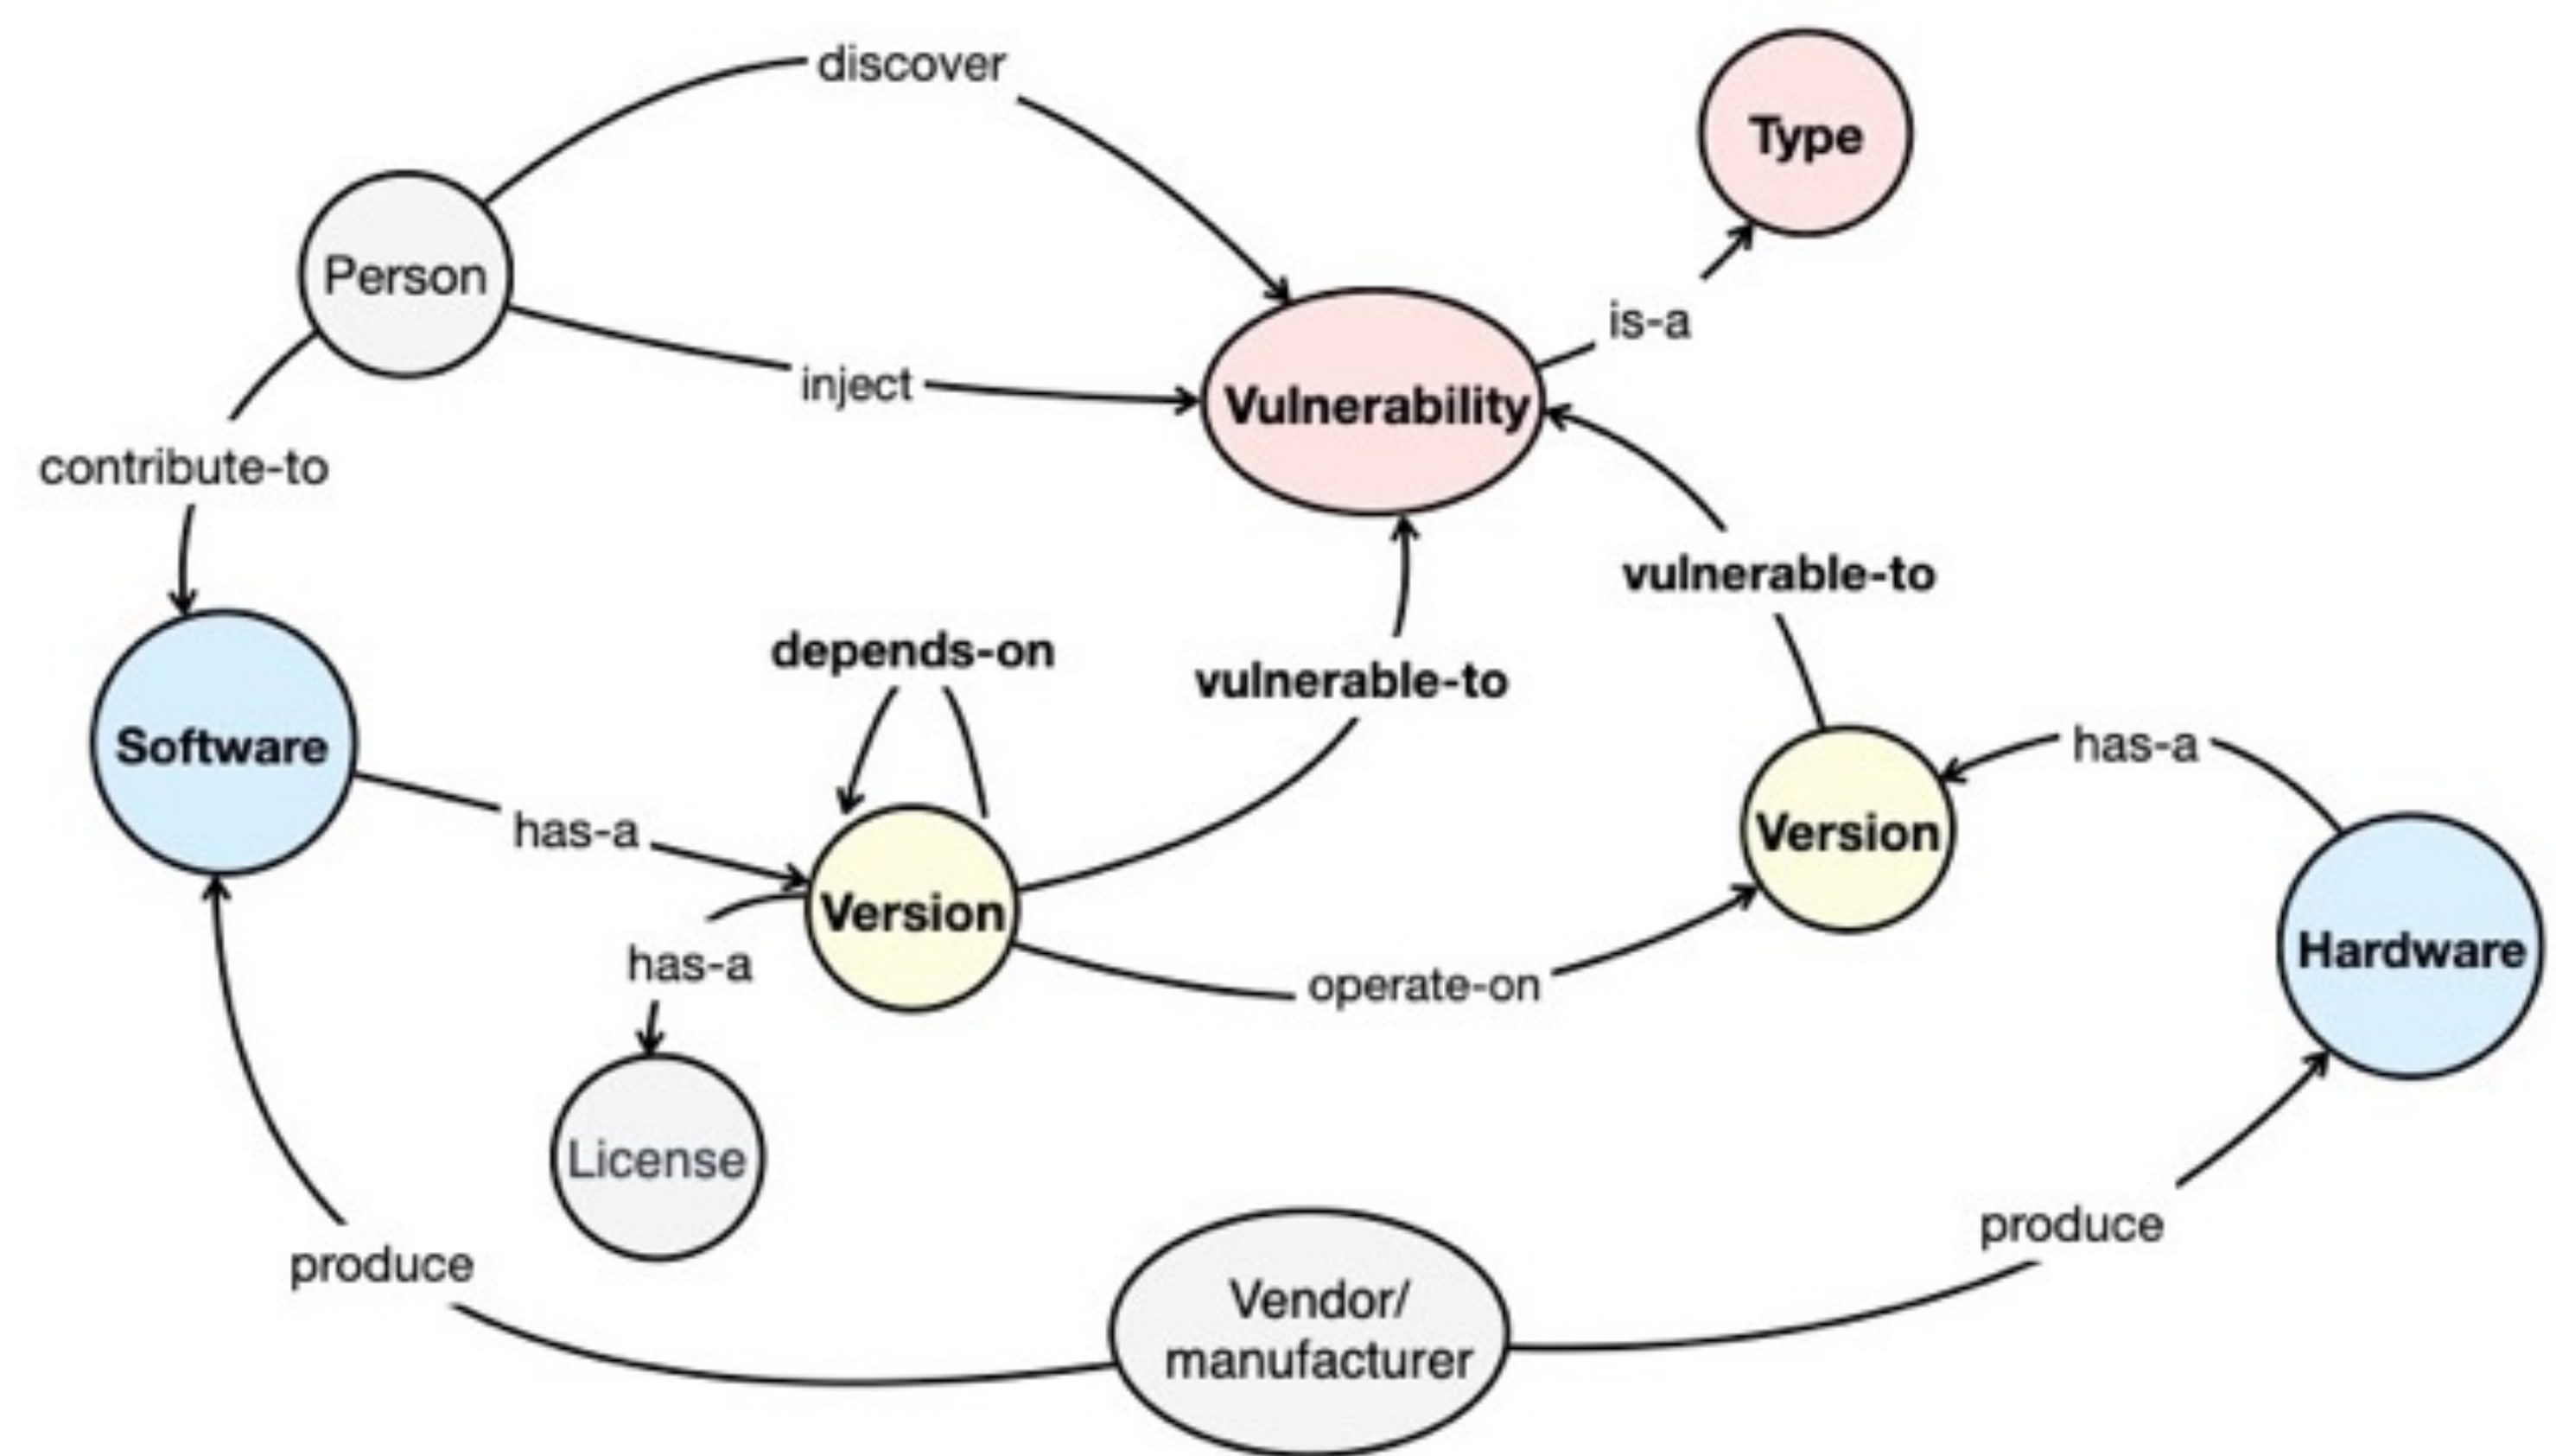 discover
Type
Person
is-a
inject
Vulnerability
contribute-to
vulnerable-to
depends-on
vulnerable-to
Software
has-a
has-a
Version
Version
Hardware
has-a
operate-on
License
produce
produce
Vendor/
manufacturer